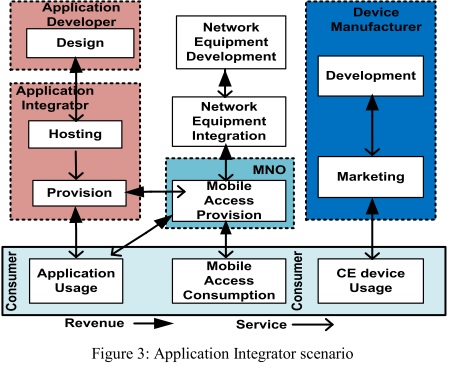 Application
Developer
Design
Application
Integrator
Hosting
Provision
Network
Equipment
Development
Network
Equipment
Integration
MNO
Mobile
Access
Provision
Device
Manufacturer
Development
Marketing
Consumer
Application
Usage
Mobile
Access
Consumption
Consumer
CE device
Usage
Revenue
Service
Figure 3: Application Integrator scenario